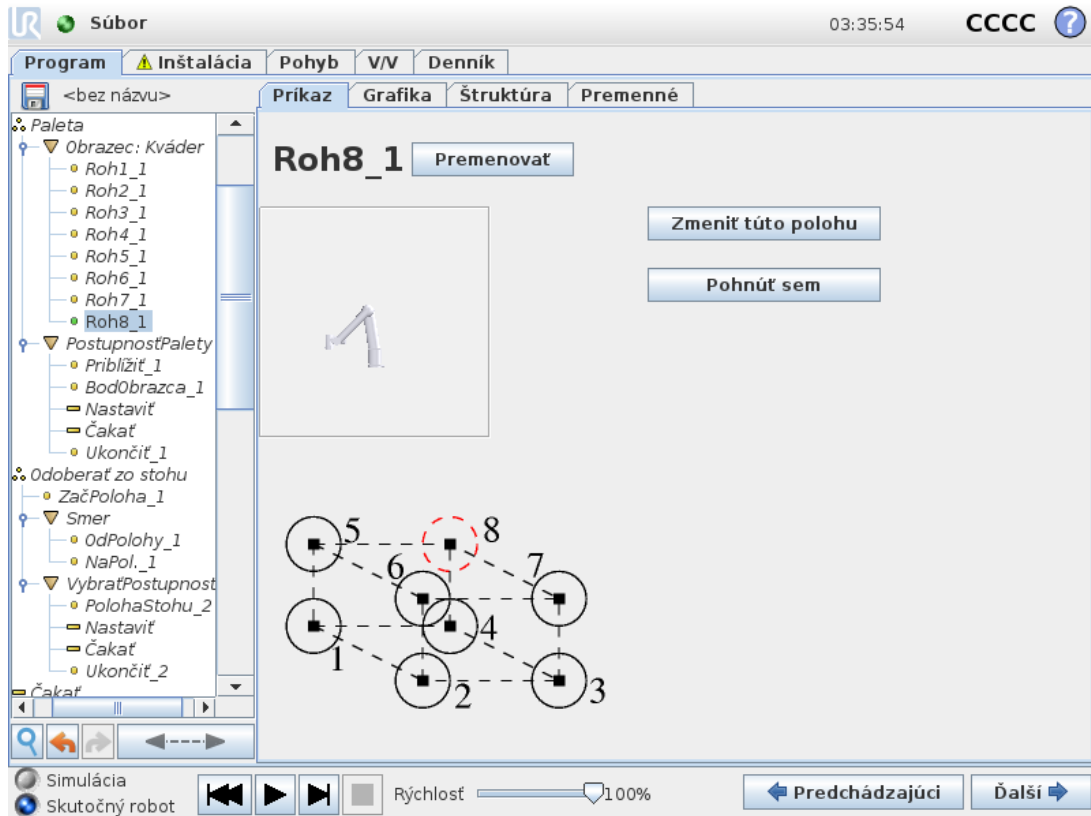 UR Súbor 03:35:54 CCCC ?
Program Inštalácia Pohyb V/V Denník
<bez názvu> Príkaz Grafika Štruktúra Premenné
Paleta
Obrazec: Kváder
Roh1_1
Roh2_1
Roh3_1
Roh4_1
Roh5_1
Roh6_1
Roh7_1
Roh8_1
PostupnosťPalety
Priblížiť_1
BodObrazca_1
Nastaviť
Čakať
Ukončiť_1
Odoberať zo stohu
ZačPoloha_1
Smer
OdPolohy_1
NaPol._1
VybraťPostupnost
PolohaStohu_2
Nastaviť
Čakať
Ukončiť_2
Čakať
Roh8_1 Premenovať
Zmeniť túto polohu
Pohnúť sem
5 8
6 7
1 4
2 3
Simulácia
Skutočný robot
Rýchlosť 100%
Predchádzajúci Ďalší